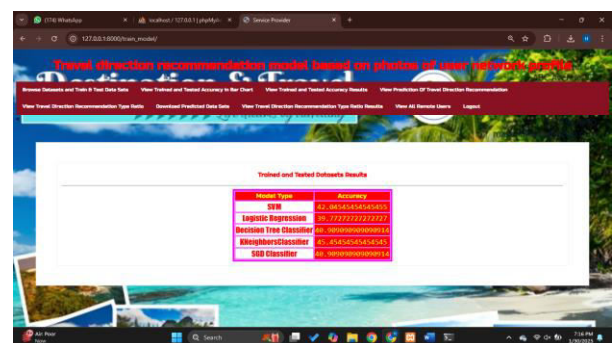 (174) WhatsApp
localhost / 127.0.0.1 | phpMyA
Service Provider
127.0.0.1:8000/train_model/
Travel direction recommendation model based on photos of user network profile
Browse Datasets and Train & Test Data Sets View Trained and Tested Accuracy in Bar Chart View Trained and Tested Accuracy Results View Prediction Of Travel Direction Recommendation
View Travel Direction Recommendation Type Ratio Download Predicted Data Sets View Travel Direction Recommendation Type Ratio Results View All Remote Users Logout
Trained and Tested Datasets Results
Model Type Accuracy
SVM 42.04545454545455
Logistic Regression 39.77272727272727
Decision Tree Classifier 40.909090909090914
KNeighborsClassifier 45.45454545454545
SGD Classifier 40.909090909090914
Air Poor
Now
Search
7:16 PM
1/30/2025